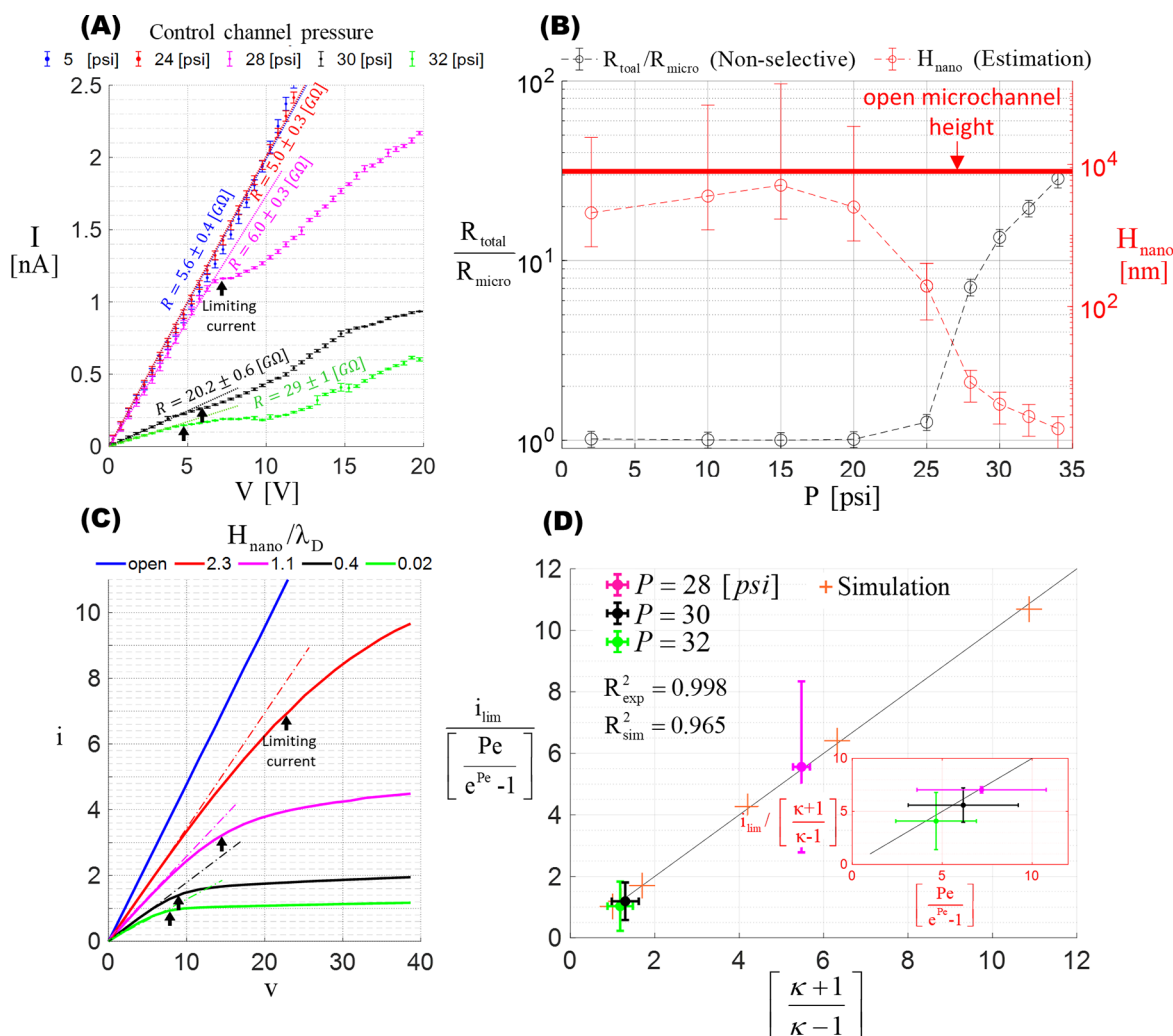 (A)
Control channel pressure
5 [psi] 24 [psi] 28 [psi] 30 [psi] 32 [psi]
I
[nA]
2.5
2
1.5
1
0.5
0
R = 5.6 ± 0.4 [GΩ]
R = 5.0 ± 0.3 [GΩ]
R = 6.0 ± 0.3 [GΩ]
Limiting
current
R = 20.2 ± 0.6 [GΩ]
R = 29 ± 1 [GΩ]
0 5 10 15 20
V [V]
(B)
R_toal/R_micro (Non-selective) H_nano (Estimation)
R_total
R_micro
10^2
10^1
10^0
open microchannel
height
10^4
10^2
H_nano
[nm]
0 5 10 15 20 25 30 35
P [psi]
(C)
H_nano/λ_D
open 2.3 1.1 0.4 0.02
i
10
8
6
4
2
0
Limiting
current
0 10 20 30 40
v
(D)
i_lim
[Pe
e^Pe -1]
12
10
8
6
4
2
0
P = 28 [psi] Simulation
P = 30
P = 32
R^2_exp = 0.998
R^2_sim = 0.965
i_lim / [κ+1
κ-1]
10
5
0
5 10
[Pe
e^Pe -1]
0 2 4 6 8 10 12
[κ+1
κ−1]